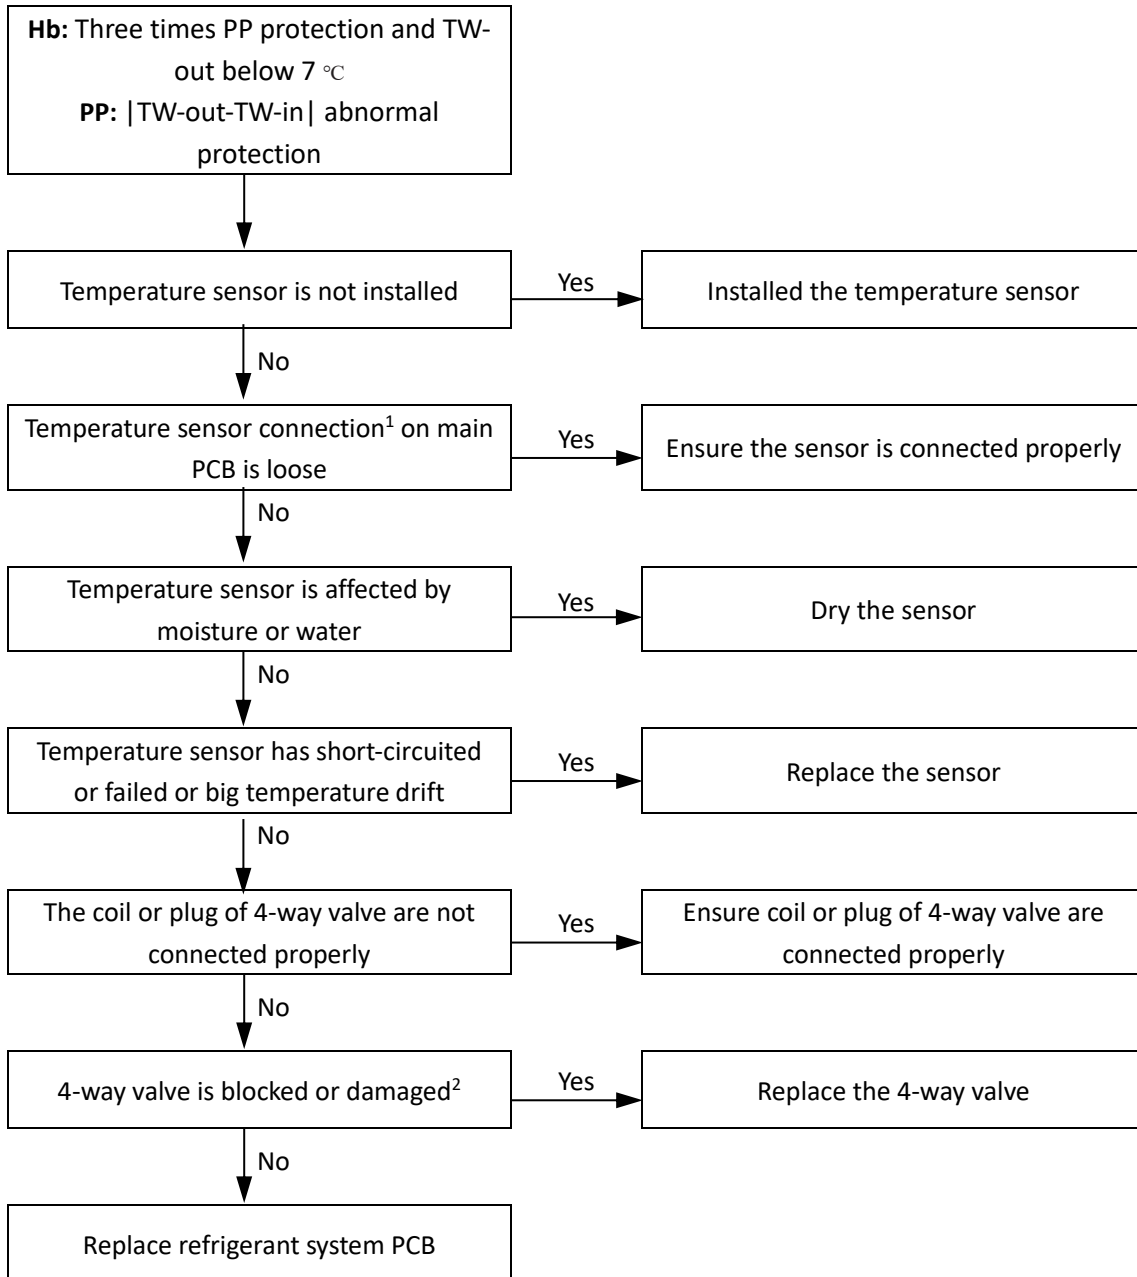 Hb: Three times PP protection and TW-
out below 7 ℃
PP: |TW-out-TW-in| abnormal
protection
Temperature sensor is not installed
Yes
Installed the temperature sensor
No
Temperature sensor connection¹ on main
PCB is loose
Yes
Ensure the sensor is connected properly
No
Temperature sensor is affected by
moisture or water
Yes
Dry the sensor
No
Temperature sensor has short-circuited
or failed or big temperature drift
Yes
Replace the sensor
No
The coil or plug of 4-way valve are not
connected properly
Yes
Ensure coil or plug of 4-way valve are
connected properly
No
4-way valve is blocked or damaged²
Yes
Replace the 4-way valve
No
Replace refrigerant system PCB